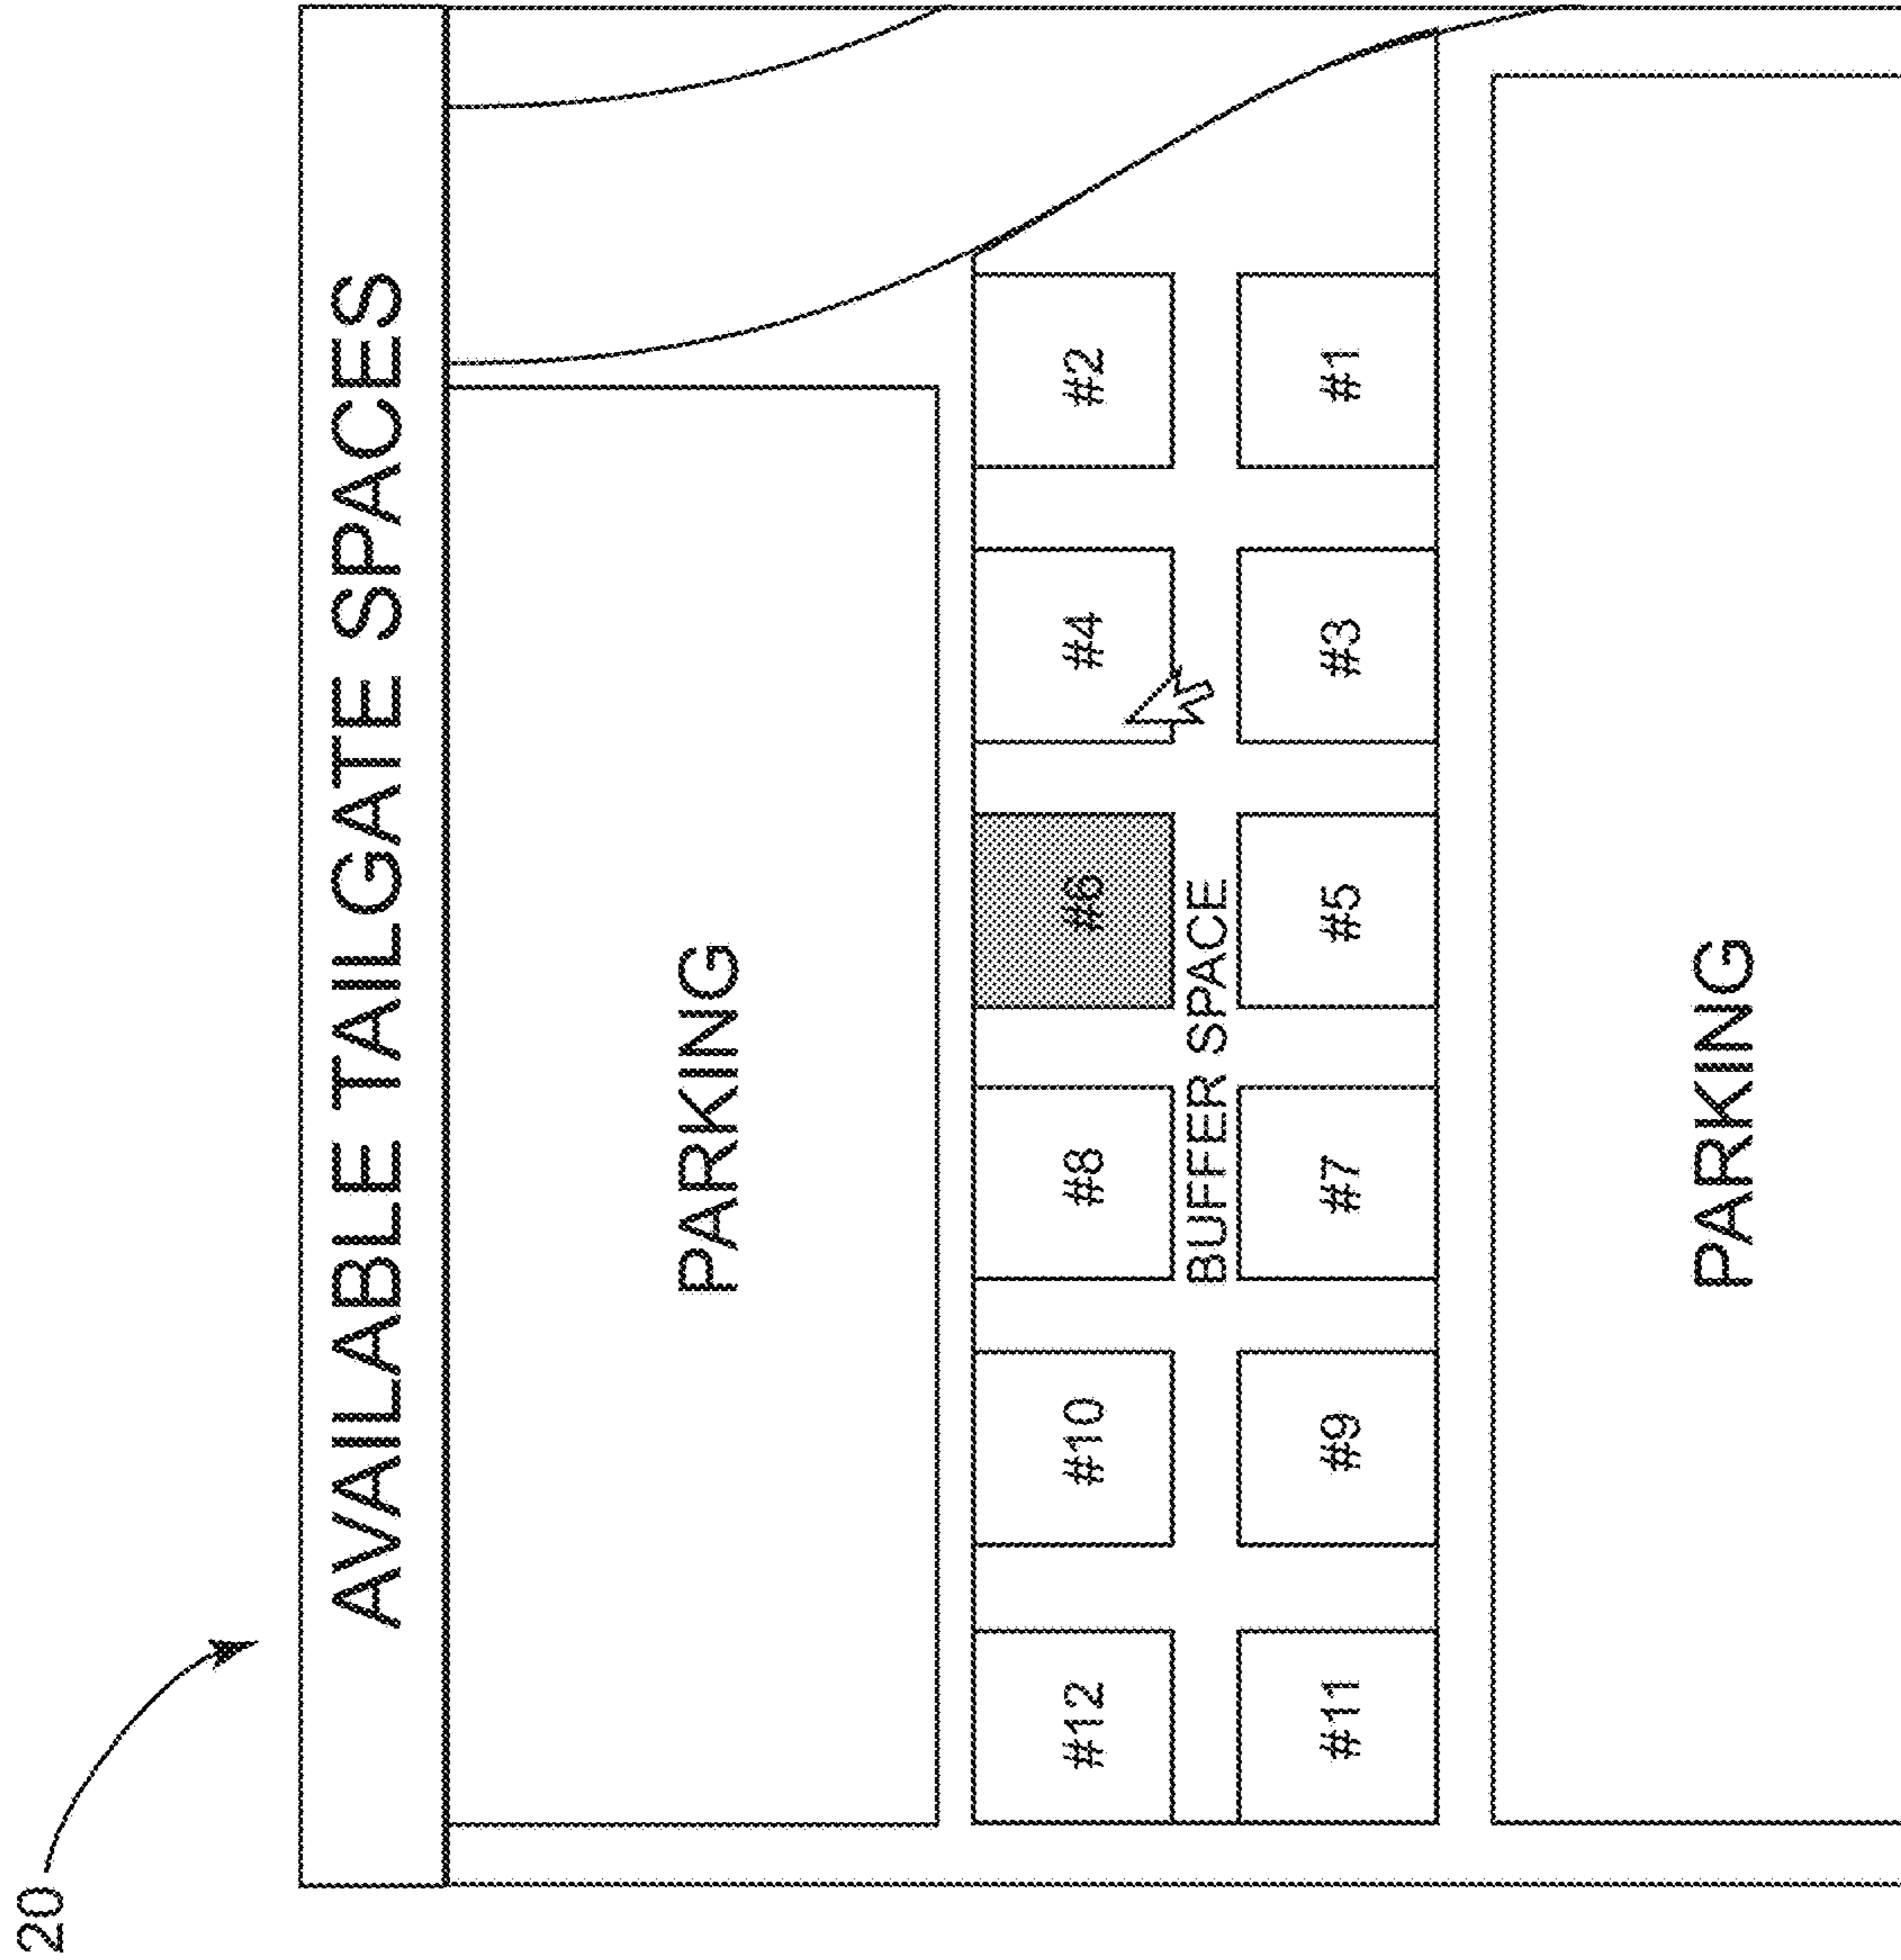 20
AVAILABLE TAILGATE SPACES
PARKING
#12 #10 #8 #6 #4 #2
BUFFER SPACE
#11 #9 #7 #5 #3 #1
PARKING